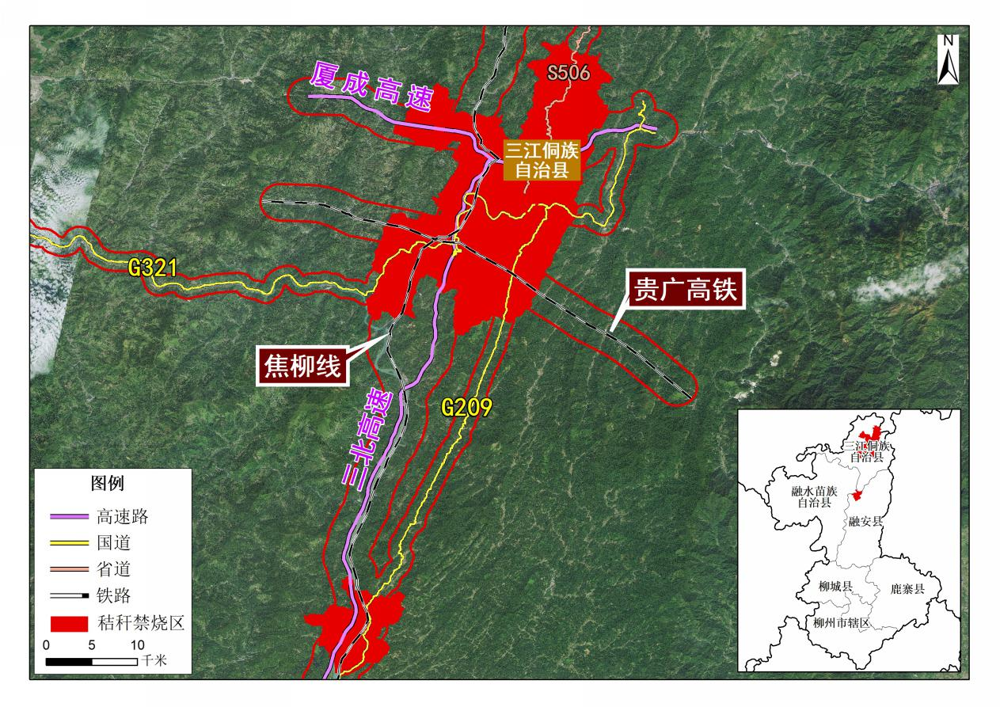 N
S506
厦成高速
三江侗族
自治县
G321
贵广高铁
焦柳线
G209
三北高速
图例
高速路
国道
省道
铁路
秸秆禁烧区
0 5 10
千米
三江侗族
自治县
融水苗族
自治县
融安县
柳城县
鹿寨县
柳州市辖区